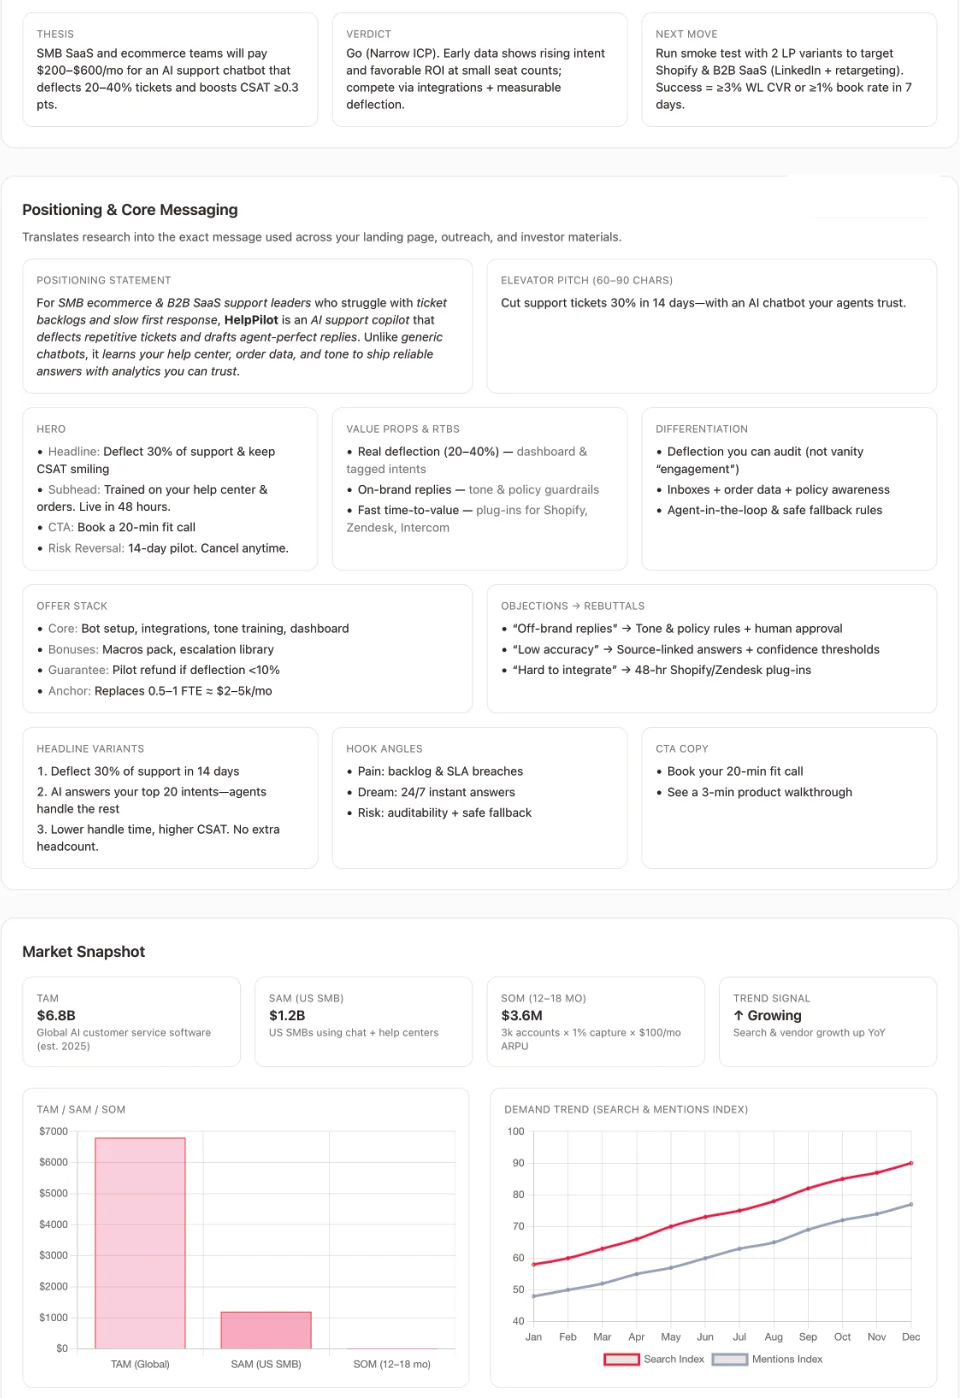 THESIS
SMB SaaS and ecommerce teams will pay
$200–$600/mo for an AI support chatbot that
deflects 20–40% tickets and boosts CSAT ≥0.3
pts.
VERDICT
Go (Narrow ICP). Early data shows rising intent
and favorable ROI at small seat counts;
compete via integrations + measurable
deflection.
NEXT MOVE
Run smoke test with 2 LP variants to target
Shopify & B2B SaaS (LinkedIn + retargeting).
Success = ≥3% WL CVR or ≥1% book rate in 7
days.
Positioning & Core Messaging
Translates research into the exact message used across your landing page, outreach, and investor materials.
POSITIONING STATEMENT
For SMB ecommerce & B2B SaaS support leaders who struggle with ticket
backlogs and slow first response, HelpPilot is an AI support copilot that
deflects repetitive tickets and drafts agent-perfect replies. Unlike generic
chatbots, it learns your help center, order data, and tone to ship reliable
answers with analytics you can trust.
ELEVATOR PITCH (60–90 CHARS)
Cut support tickets 30% in 14 days—with an AI chatbot your agents trust.
HERO
• Headline: Deflect 30% of support & keep
CSAT smiling
• Subhead: Trained on your help center &
orders. Live in 48 hours.
• CTA: Book a 20-min fit call
• Risk Reversal: 14-day pilot. Cancel anytime.
VALUE PROPS & RTBS
• Real deflection (20–40%) — dashboard &
tagged intents
• On-brand replies — tone & policy guardrails
• Fast time-to-value — plug-ins for Shopify,
Zendesk, Intercom
DIFFERENTIATION
• Deflection you can audit (not vanity
“engagement”)
• Inboxes + order data + policy awareness
• Agent-in-the-loop & safe fallback rules
OFFER STACK
• Core: Bot setup, integrations, tone training, dashboard
• Bonuses: Macros pack, escalation library
• Guarantee: Pilot refund if deflection <10%
• Anchor: Replaces 0.5–1 FTE ≈ $2–5k/mo
OBJECTIONS → REBUTTALS
• “Off-brand replies” → Tone & policy rules + human approval
• “Low accuracy” → Source-linked answers + confidence thresholds
• “Hard to integrate” → 48-hr Shopify/Zendesk plug-ins
HEADLINE VARIANTS
1. Deflect 30% of support in 14 days
2. AI answers your top 20 intents—agents
handle the rest
3. Lower handle time, higher CSAT. No extra
headcount.
HOOK ANGLES
• Pain: backlog & SLA breaches
• Dream: 24/7 instant answers
• Risk: auditability + safe fallback
CTA COPY
• Book your 20-min fit call
• See a 3-min product walkthrough
Market Snapshot
TAM
$6.8B
Global AI customer service software
(est. 2025)
SAM (US SMB)
$1.2B
US SMBs using chat + help centers
SOM (12–18 MO)
$3.6M
3k accounts × 1% capture × $100/mo
ARPU
TREND SIGNAL
↑ Growing
Search & vendor growth up YoY
TAM / SAM / SOM
$7000
$6000
$5000
$4000
$3000
$2000
$1000
$0
TAM (Global) SAM (US SMB) SOM (12–18 mo)
DEMAND TREND (SEARCH & MENTIONS INDEX)
100
90
80
70
60
50
40
Jan Feb Mar Apr May Jun Jul Aug Sep Oct Nov Dec
Search Index Mentions Index